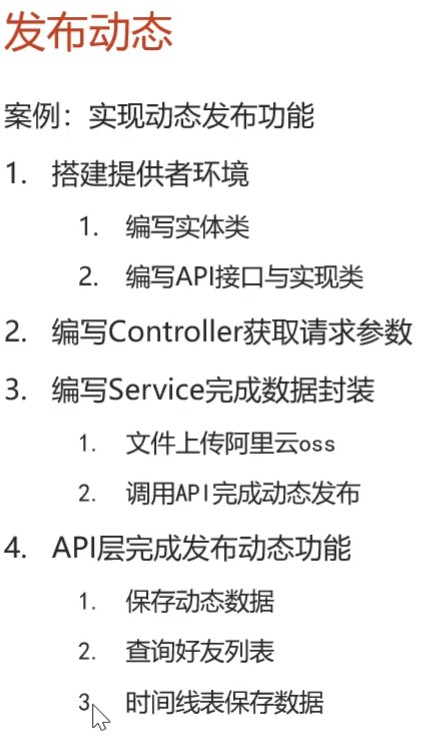 发布动态
案例：实现动态发布功能
1. 搭建提供者环境
1. 编写实体类
2. 编写API接口与实现类
2. 编写Controller获取请求参数
3. 编写Service完成数据封装
1. 文件上传阿里云oss
2. 调用API完成动态发布
4. API层完成发布动态功能
1. 保存动态数据
2. 查询好友列表
3. 时间线表保存数据